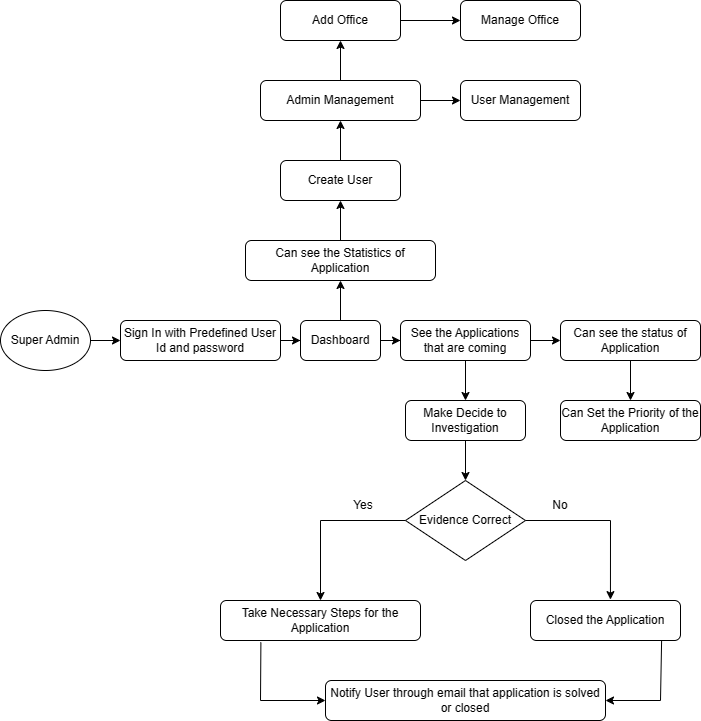 Add Office
Manage Office
Admin Management
User Management
Create User
Can see the Statistics of
Application
Super Admin
Sign In with Predefined User
Id and password
Dashboard
See the Applications
that are coming
Can see the status of
Application
Make Decide to
Investigation
Can Set the Priority of the
Application
Yes
Evidence Correct
No
Take Necessary Steps for the
Application
Closed the Application
Notify User through email that application is solved
or closed